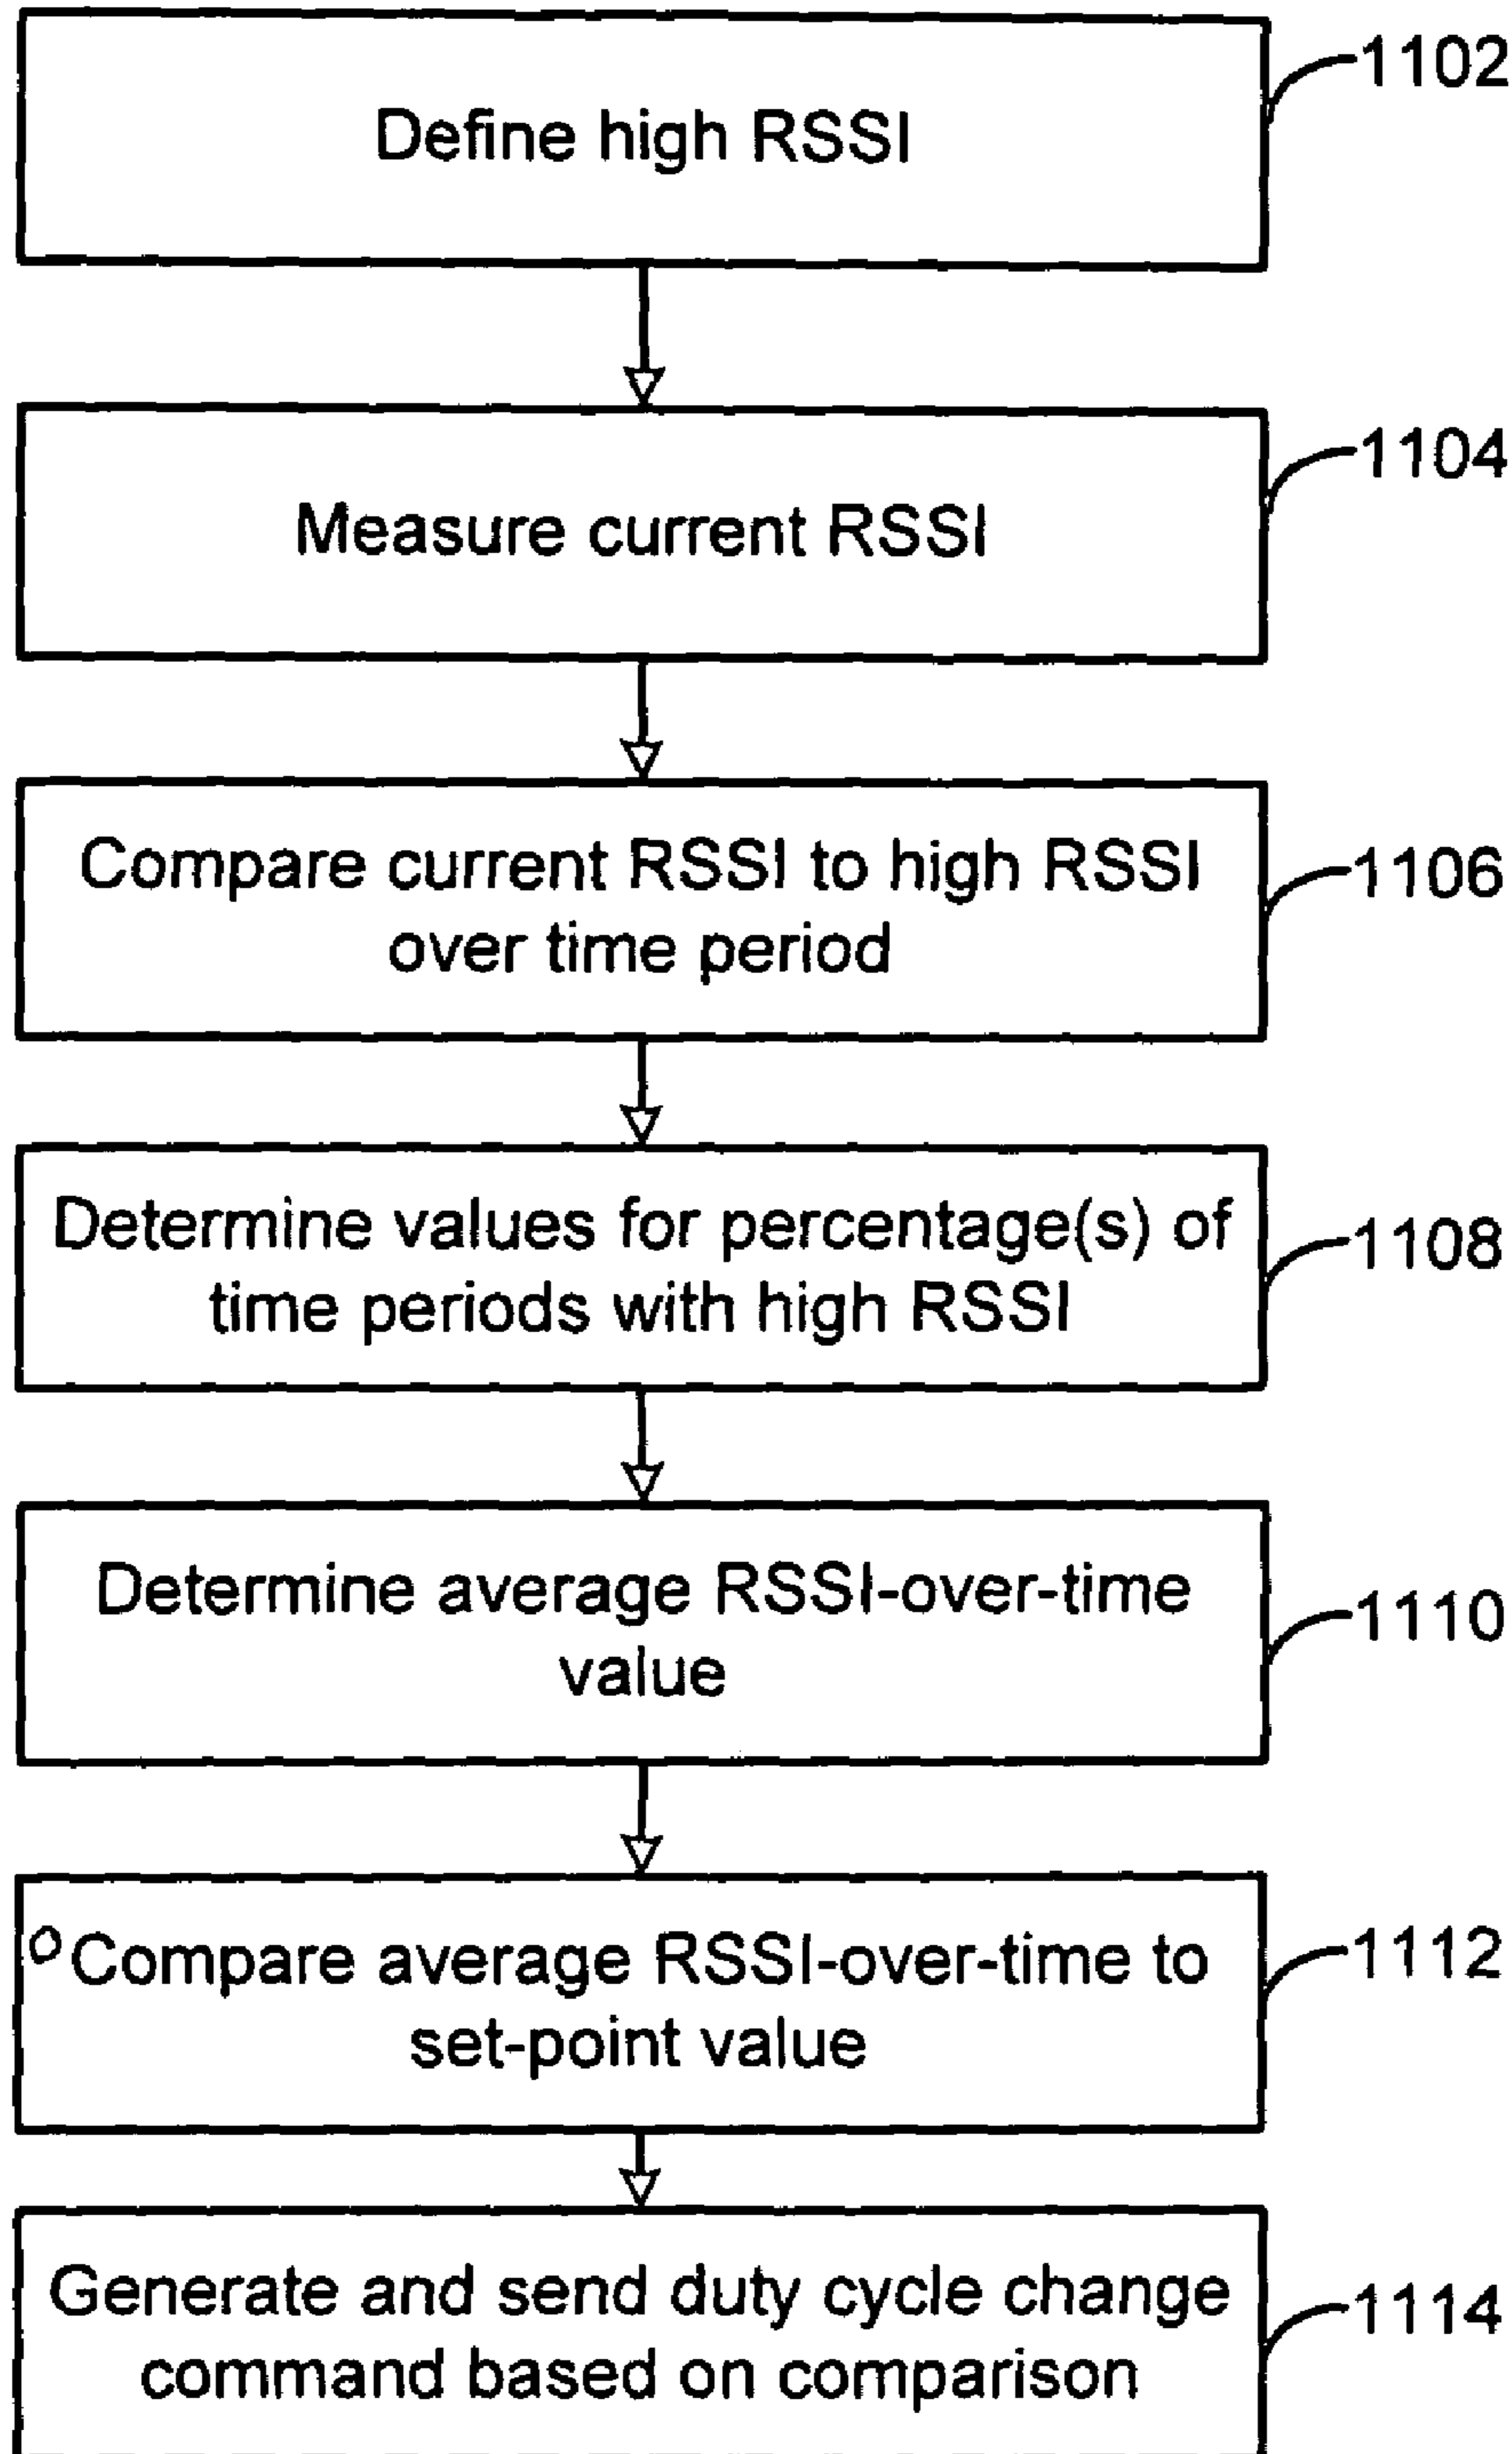 Define high RSSI
1102
Measure current RSSI
1104
Compare current RSSI to high RSSI
over time period
1106
Determine values for percentage(s) of
time periods with high RSSI
1108
Determine average RSSI-over-time
value
1110
Compare average RSSI-over-time to
set-point value
1112
Generate and send duty cycle change
command based on comparison
1114